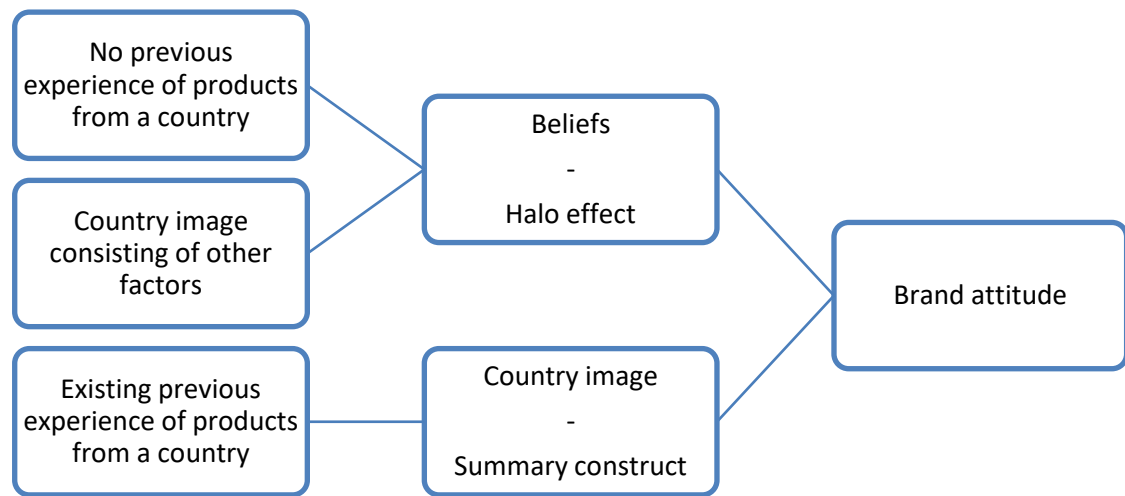 No previous
experience of products
from a country
Country image
consisting of other
factors
Existing previous
experience of products
from a country
Beliefs
-
Halo effect
Country image
-
Summary construct
Brand attitude